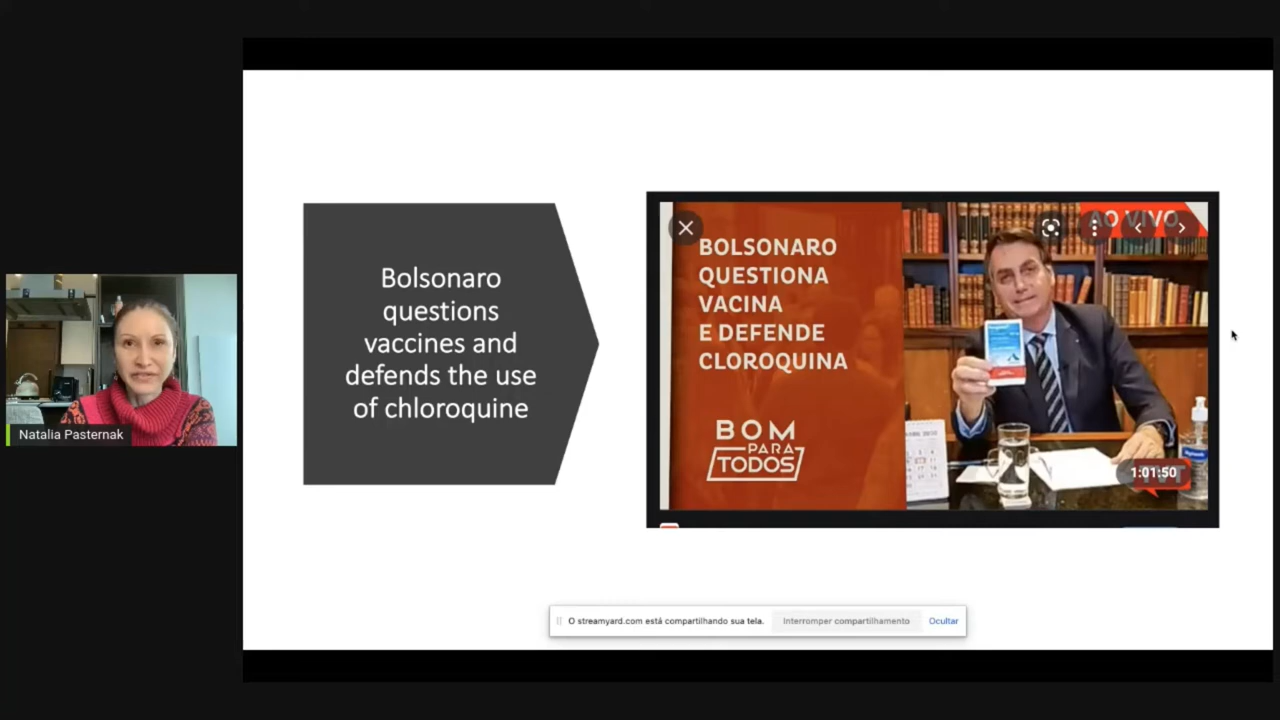 Bolsonaro
questions
vaccines and
defends the use
of chloroquine
AO VIVO
BOLSONARO
QUESTIONA
VACINA
E DEFENDE
CLOROQUINA
BOM
PARA
TODOS
1:01:50
Natalia Pasternak
O streamyard.com está compartilhando sua tela.
Interromper compartilhamento
Ocultar